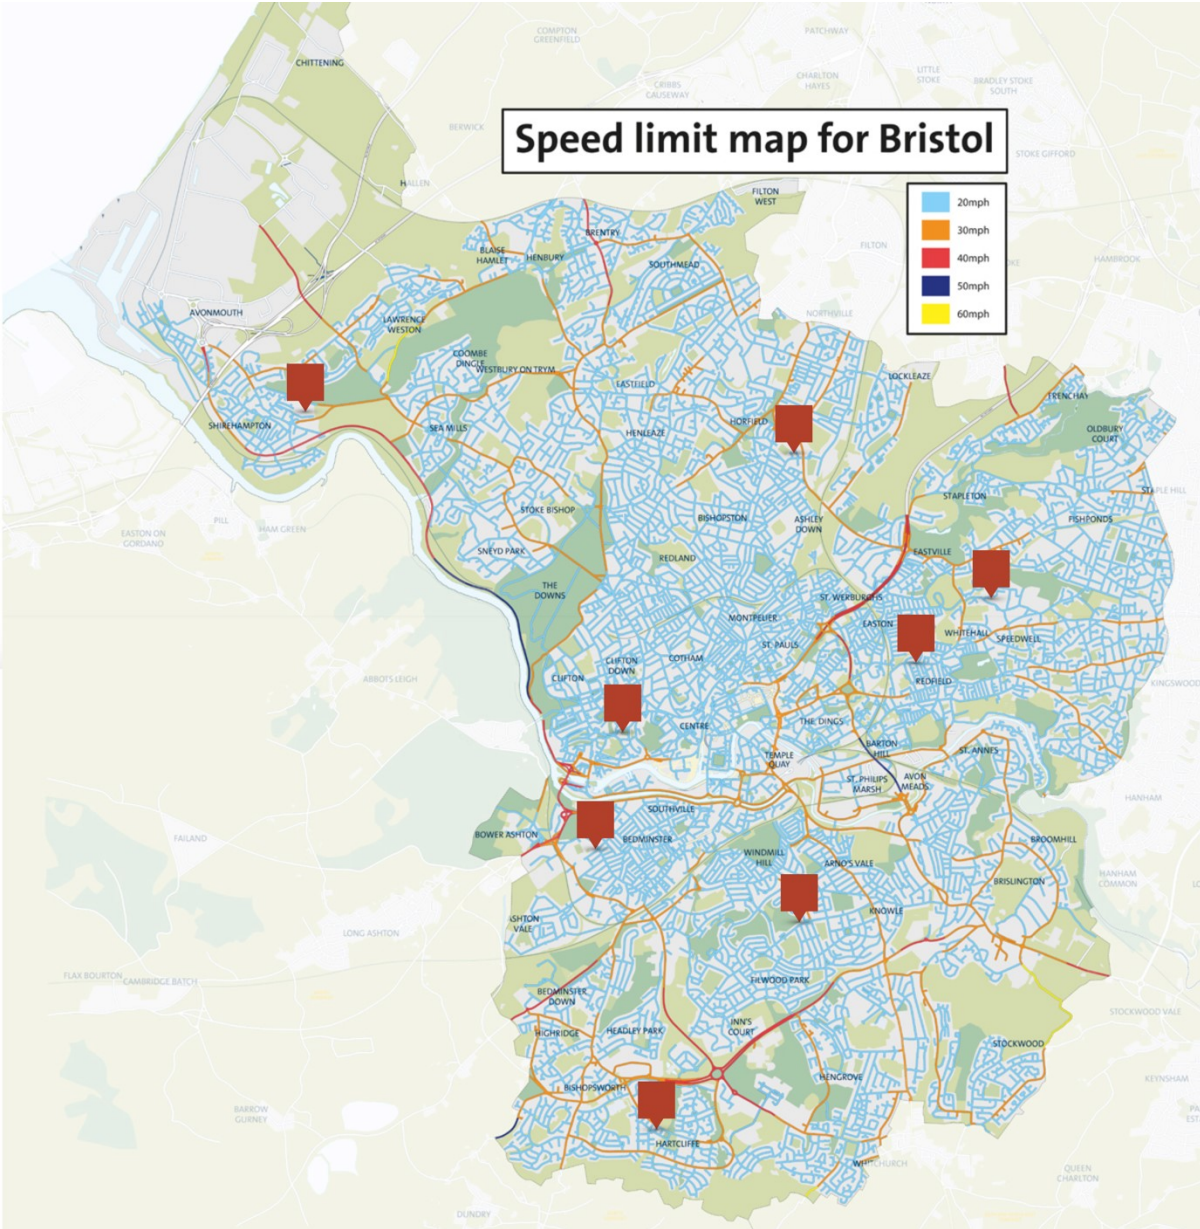 COMPTON
GREENFIELD
PATCHWAY
CHITTENING
CRIBBS
CAUSEWAY
CHARLTON
HAYES
LITTLE
STOKE
BRADLEY STOKE
SOUTH
BERWICK
Speed limit map for Bristol
STOKE GIFFORD
HALLEN
FILTON
WEST
20mph
30mph
40mph
50mph
60mph
BRENTRY
BLAISE
HAMLET
HENBURY
SOUTHMEAD
FILTON
HAMBROOK
AVONMOUTH
LAWRENCE
WESTON
NORTHVILLE
COOMBE
DINGLE
WESTBURY ON TRYM
EASTFIELD
LOCKLEAZE
FRENCHAY
SHIREHAMPTON
SEA MILLS
HENLEAZE
HORFIELD
OLDBURY
COURT
STAPLE HILL
STAPLETON
PILL
HAM GREEN
EASTON ON
GORDANO
STOKE BISHOP
BISHOPSTON
ASHLEY
DOWN
FISHPONDS
SNEYD PARK
REDLAND
EASTVILLE
THE
DOWNS
ST. WERBURGHS
MONTPELIER
EASTON
WHITEHALL
SPEEDWELL
ST. PAULS
COTHAM
CLIFTON
DOWN
CLIFTON
ABBOTS LEIGH
REDFIELD
KINGSWOOD
CENTRE
THE DINGS
BARTON
HILL
ST. ANNES
TEMPLE
QUAY
ST. PHILIPS
MARSH
AVON
MEADS
HANHAM
SOUTHVILLE
BOWER ASHTON
BEDMINSTER
FAILAND
BROOMHILL
WINDMILL
HILL
ARNO'S VALE
BRISLINGTON
HANHAM
COMMON
KNOWLE
ASHTON
VALE
LONG ASHTON
FLAX BOURTON
CAMBRIDGE BATCH
FILWOOD PARK
BEDMINSTER
DOWN
STOCKWOOD VALE
HIGHRIDGE
HEADLEY PARK
INN'S
COURT
STOCKWOOD
BISHOPSWORTH
HENGROVE
KEYNSHAM
BARROW
GURNEY
HARTCLIFFE
WHITCHURCH
QUEEN
CHARLTON
DUNDRY